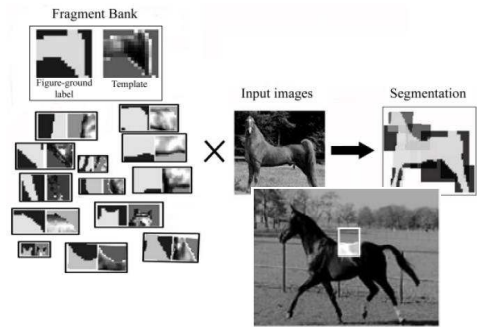 Fragment Bank
Figure-ground
label
Template
Input images
Segmentation